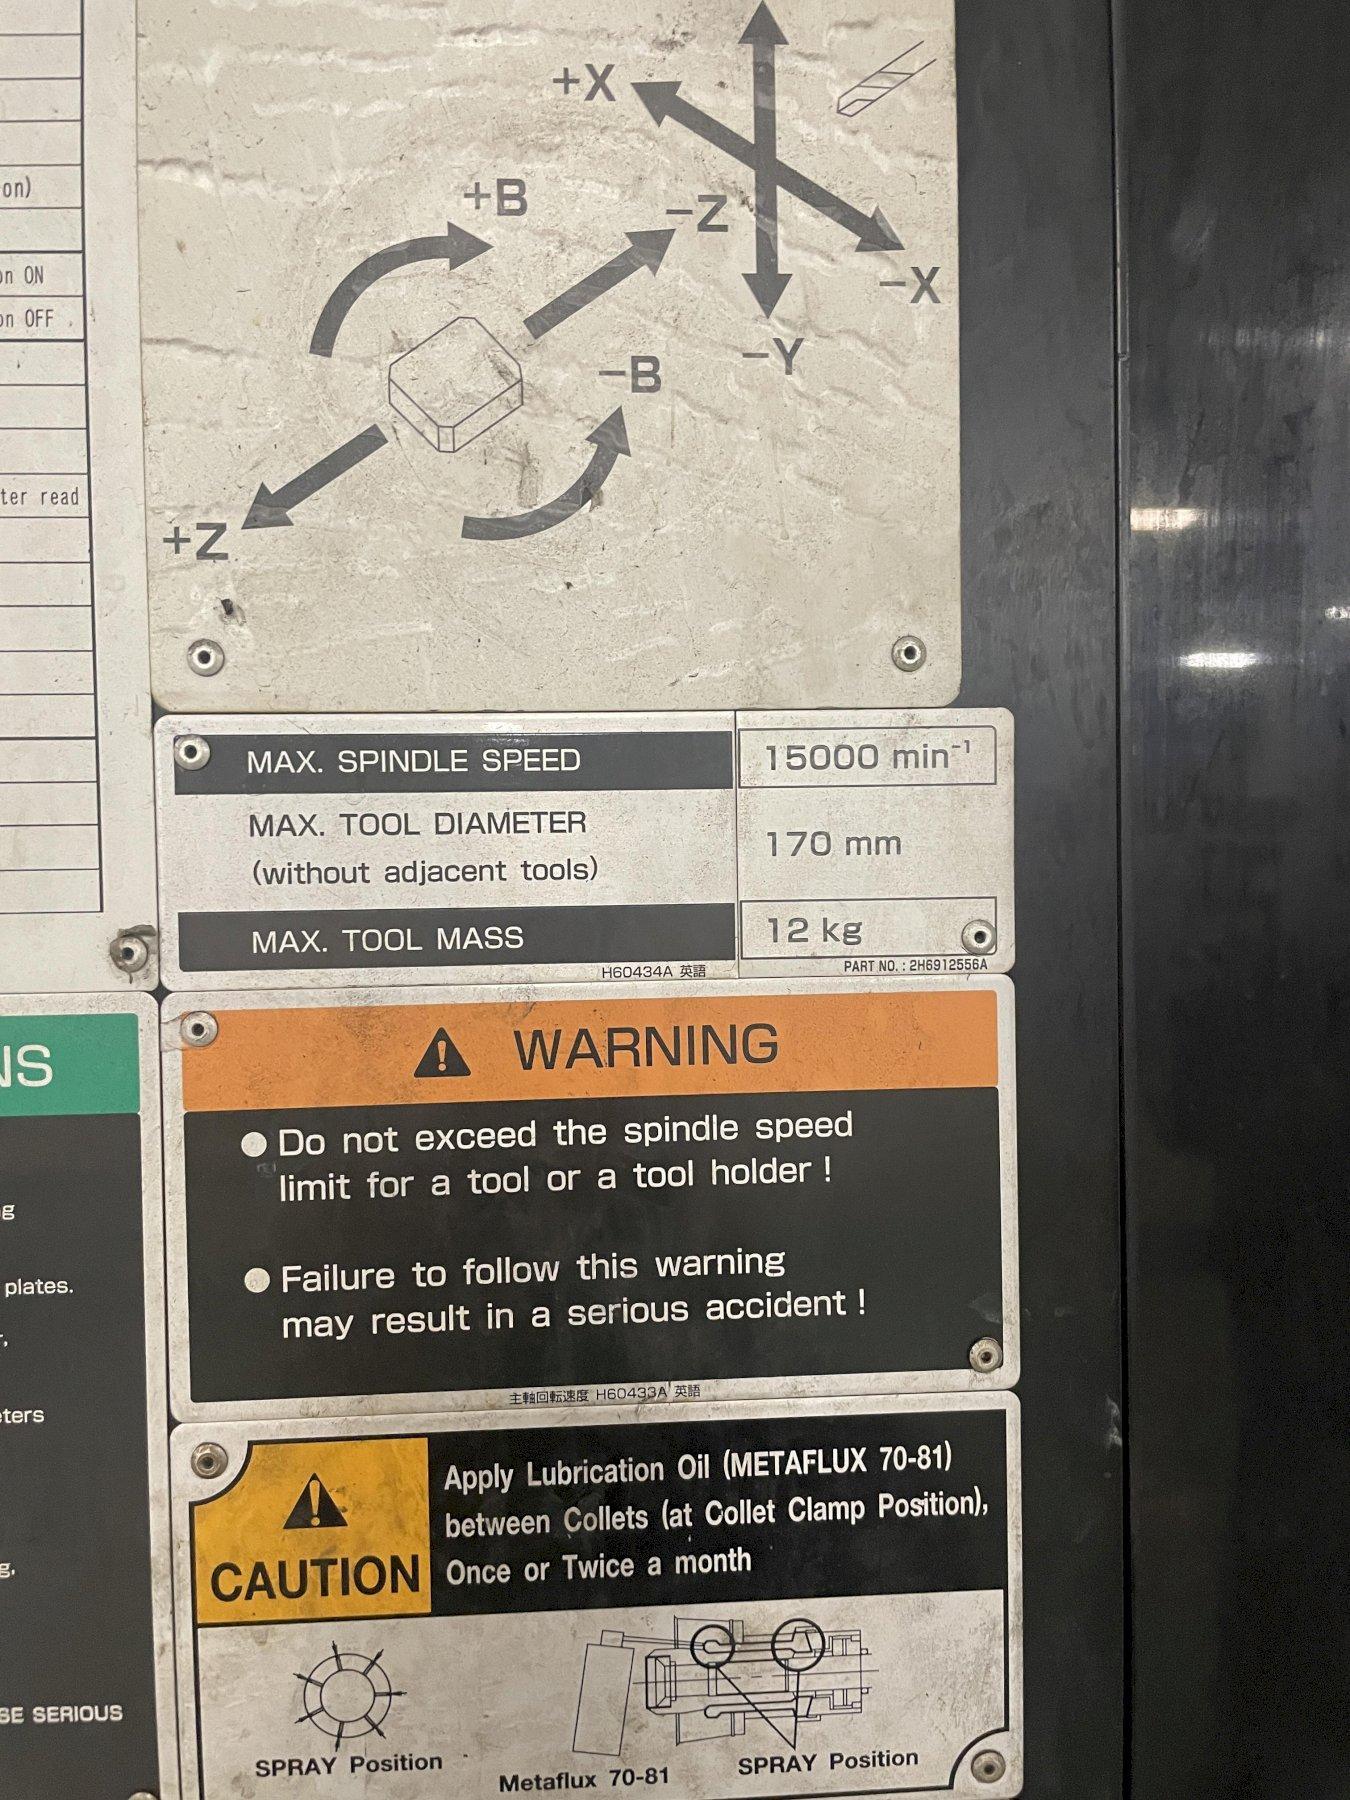 on)
on ON
on OFF
ter read
+X
+B
-Z
-X
-Y
-B
+Z
MAX. SPINDLE SPEED 15000 min⁻¹
MAX. TOOL DIAMETER
(without adjacent tools) 170 mm
MAX. TOOL MASS 12 kg
H60434A 英語 PART NO. : 2H6912556A
NS
g
plates.
r,
eters
g.
SE SERIOUS
WARNING
● Do not exceed the spindle speed
limit for a tool or a tool holder !
● Failure to follow this warning
may result in a serious accident !
主軸回転速度 H60433A 英語
CAUTION
Apply Lubrication Oil (METAFLUX 70-81)
between Collets (at Collet Clamp Position),
Once or Twice a month
SPRAY Position
Metaflux 70-81
SPRAY Position